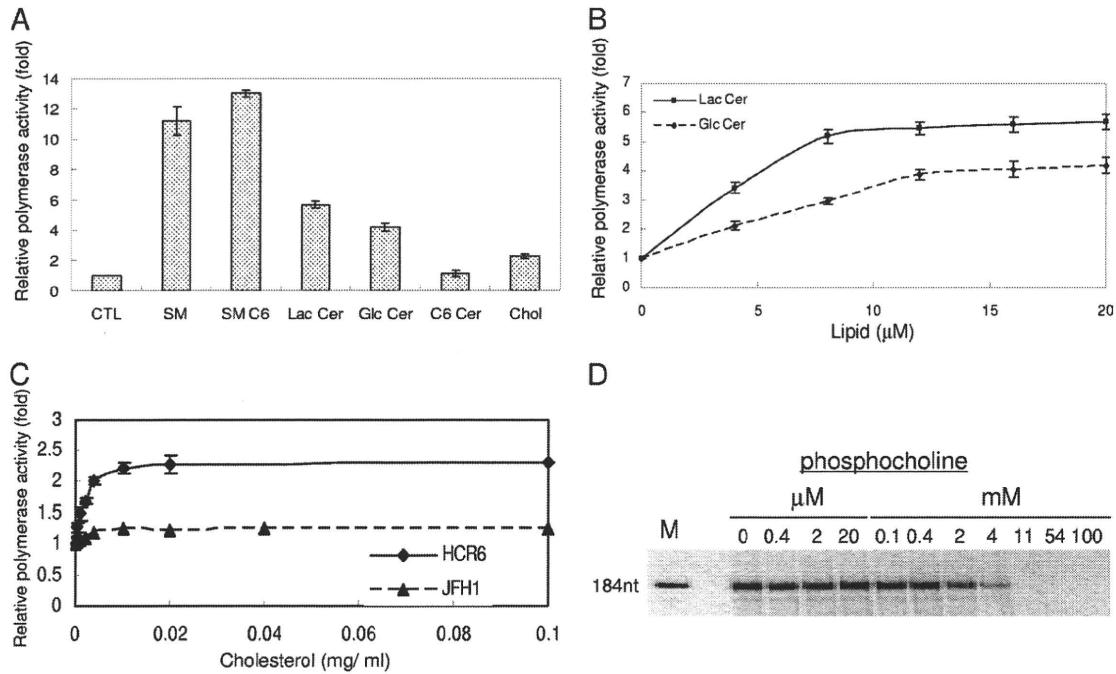 A
Relative polymerase activity (fold)
14
12
10
8
6
4
2
0
CTL SM SM C6 Lac Cer Glc Cer C6 Cer Chol
B
Relative polymerase activity (fold)
7
6
5
4
3
2
1
0
Lac Cer
Glc Cer
0 5 10 15 20
Lipid (μM)
C
Relative polymerase activity (fold)
3
2.5
2
1.5
1
0.5
0
HCR6
JFH1
0 0.02 0.04 0.06 0.08 0.1
Cholesterol (mg/ ml)
D
phosphocholine
μM mM
M 0 0.4 2 20 0.1 0.4 2 4 11 54 100
184nt